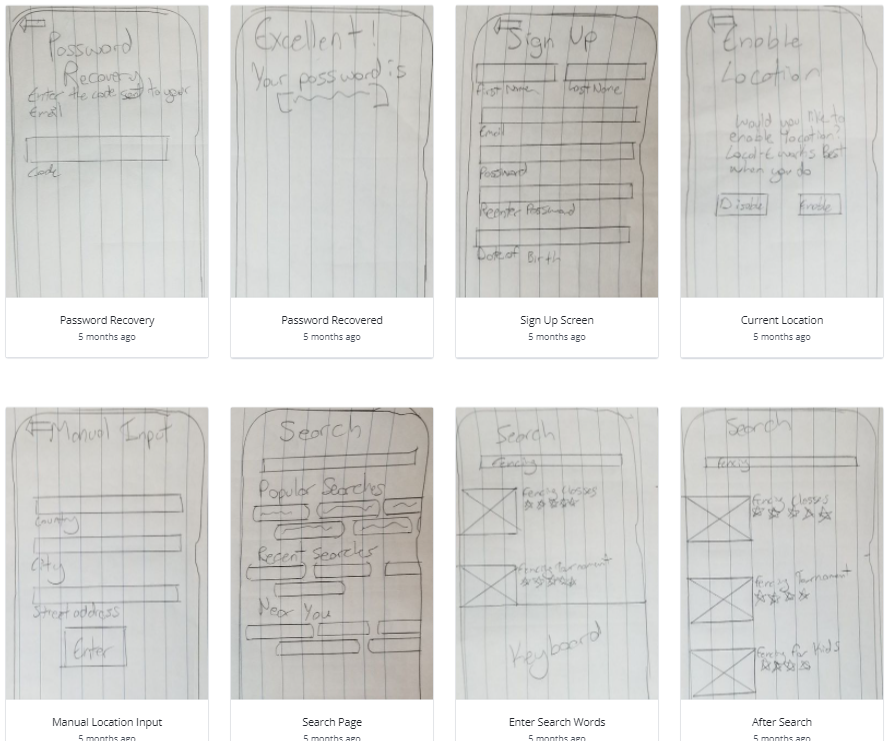 Password
Recovery
Enter the code sent to your
Email
Code
Password Recovery
5 months ago
Excellent!
Your password is
Password Recovered
5 months ago
Sign Up
First Name
Last Name
Email
Password
Reenter Password
Date of Birth
Sign Up Screen
5 months ago
Enable
Location
Would you like to
enable location?
Local-E works Best
when you do
Disable
Enable
Current Location
5 months ago
Manual Input
Country
City
Street address
Enter
Manual Location Input
5 months ago
Search
Popular Searches
Recent Searches
Near You
Search Page
5 months ago
Search
Fencing
Fencing Classes
Fencing Tournament
Keyboard
Enter Search Words
5 months ago
Search
Fencing
Fencing Classes
Fencing Tournament
Fencing for Kids
After Search
5 months ago